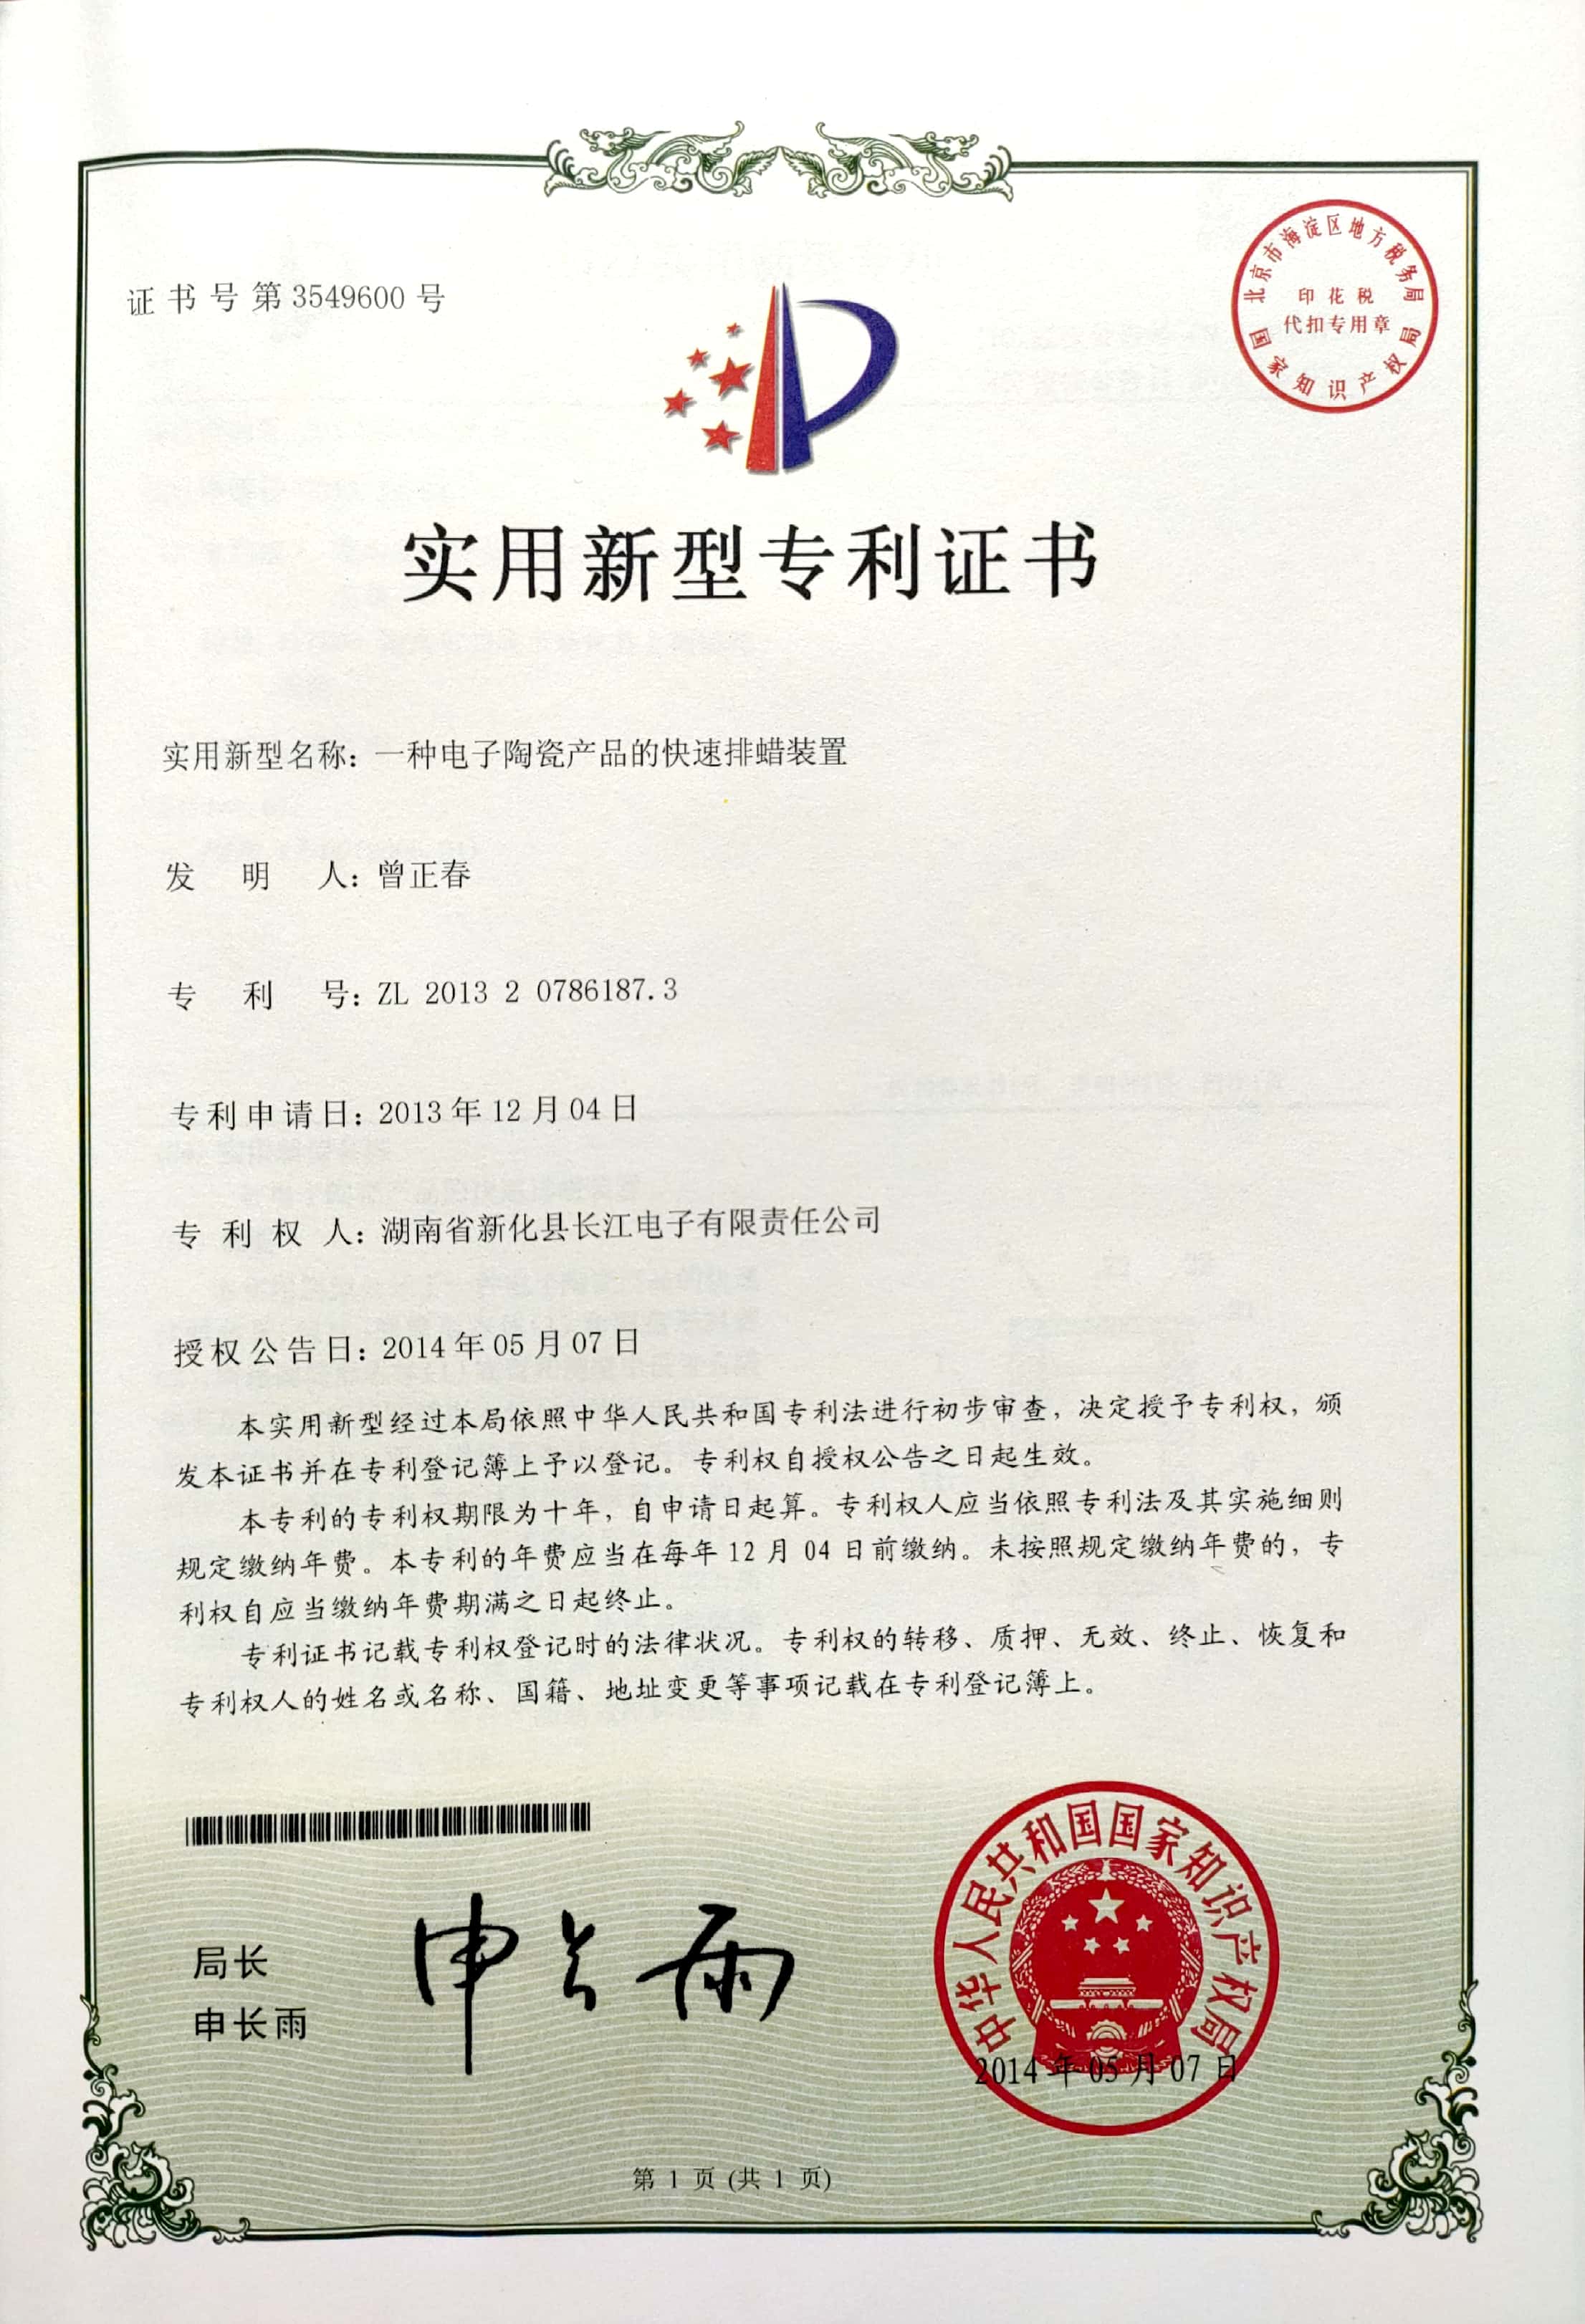 证书号第3549600号
北京市海淀区地方税务局
印花税
代扣专用章
国家知识产权局
实用新型专利证书
实用新型名称：一种电子陶瓷产品的快速排蜡装置
发明人：曾正春
专利号：ZL 2013 2 0786187.3
专利申请日：2013年12月04日
专利权人：湖南省新化县长江电子有限责任公司
授权公告日：2014年05月07日
本实用新型经过本局依照中华人民共和国专利法进行初步审查，决定授予专利权，颁
发本证书并在专利登记簿上予以登记。专利权自授权公告之日起生效。
本专利的专利权期限为十年，自申请日起算。专利权人应当依照专利法及其实施细则
规定缴纳年费。本专利的年费应当在每年12月04日前缴纳。未按照规定缴纳年费的，专
利权自应当缴纳年费期满之日起终止。
专利证书记载专利权登记时的法律状况。专利权的转移、质押、无效、终止、恢复和
专利权人的姓名或名称、国籍、地址变更等事项记载在专利登记簿上。
局长
申长雨
申长雨
中华人民共和国国家知识产权局
2014年05月07日
第1页(共1页)